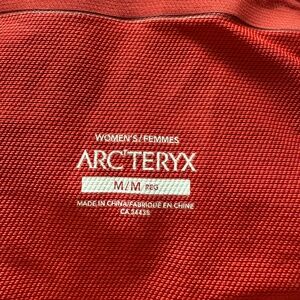 WOMEN'S/FEMMES
ARC'TERYX
M/M REG
MADE IN CHINA/FABRIQUÉ EN CHINE
CA 34438